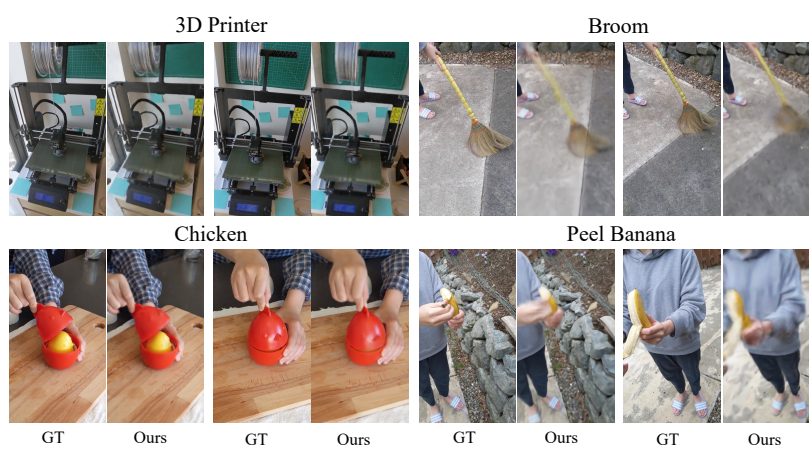 3D Printer
Broom
Chicken
Peel Banana
GT
Ours
GT
Ours
GT
Ours
GT
Ours